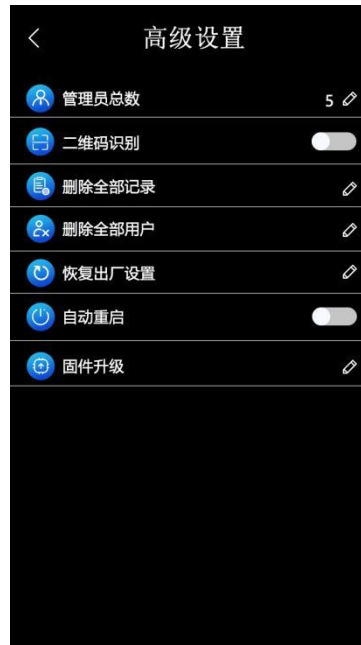 高级设置
管理员总数 5
二维码识别
删除全部记录
删除全部用户
恢复出厂设置
自动重启
固件升级